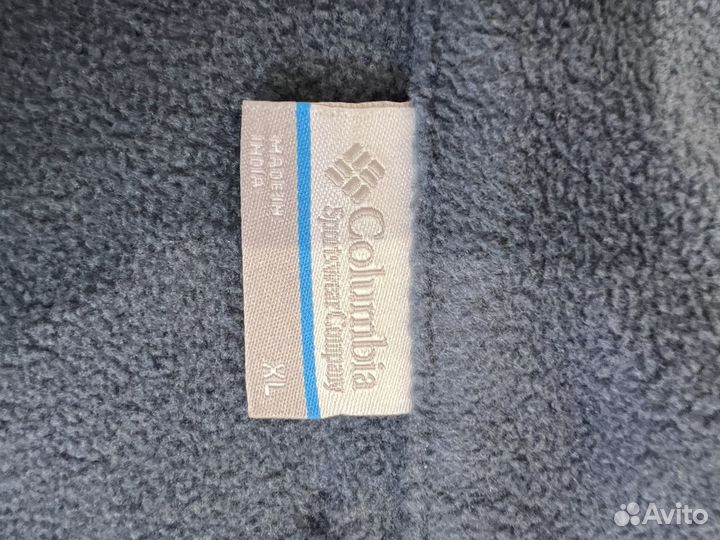 Columbia
Sportswear Company
MADE IN
INDIA
XL
Avito